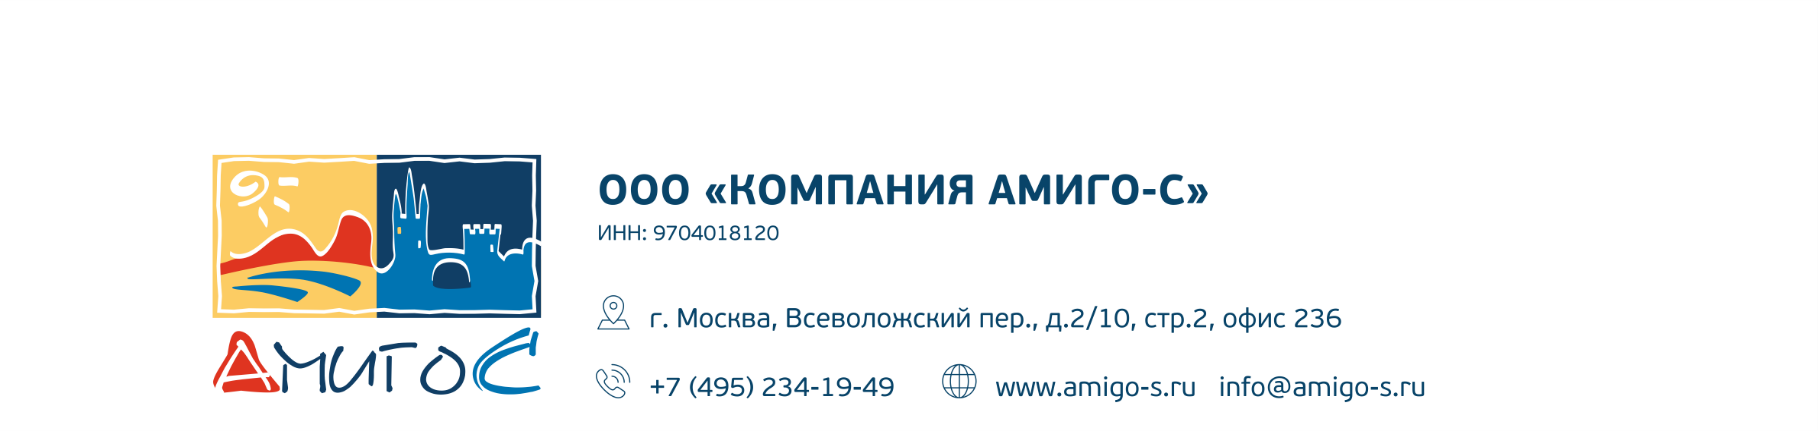 ООО «КОМПАНИЯ АМИГО-С»
ИНН: 9704018120
г. Москва, Всеволожский пер., д.2/10, стр.2, офис 236
АмигоС
+7 (495) 234-19-49 www.amigo-s.ru info@amigo-s.ru